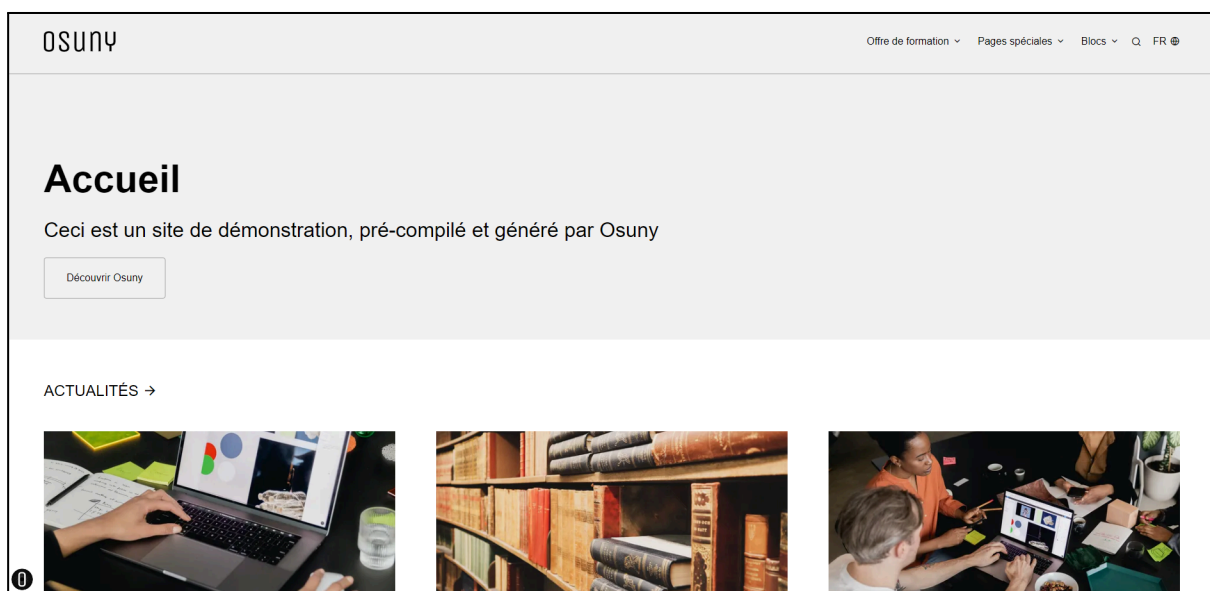 OSUNY
Offre de formation Pages spéciales Blocs FR
Accueil
Ceci est un site de démonstration, pré-compilé et généré par Osuny
Découvrir Osuny
ACTUALITÉS →